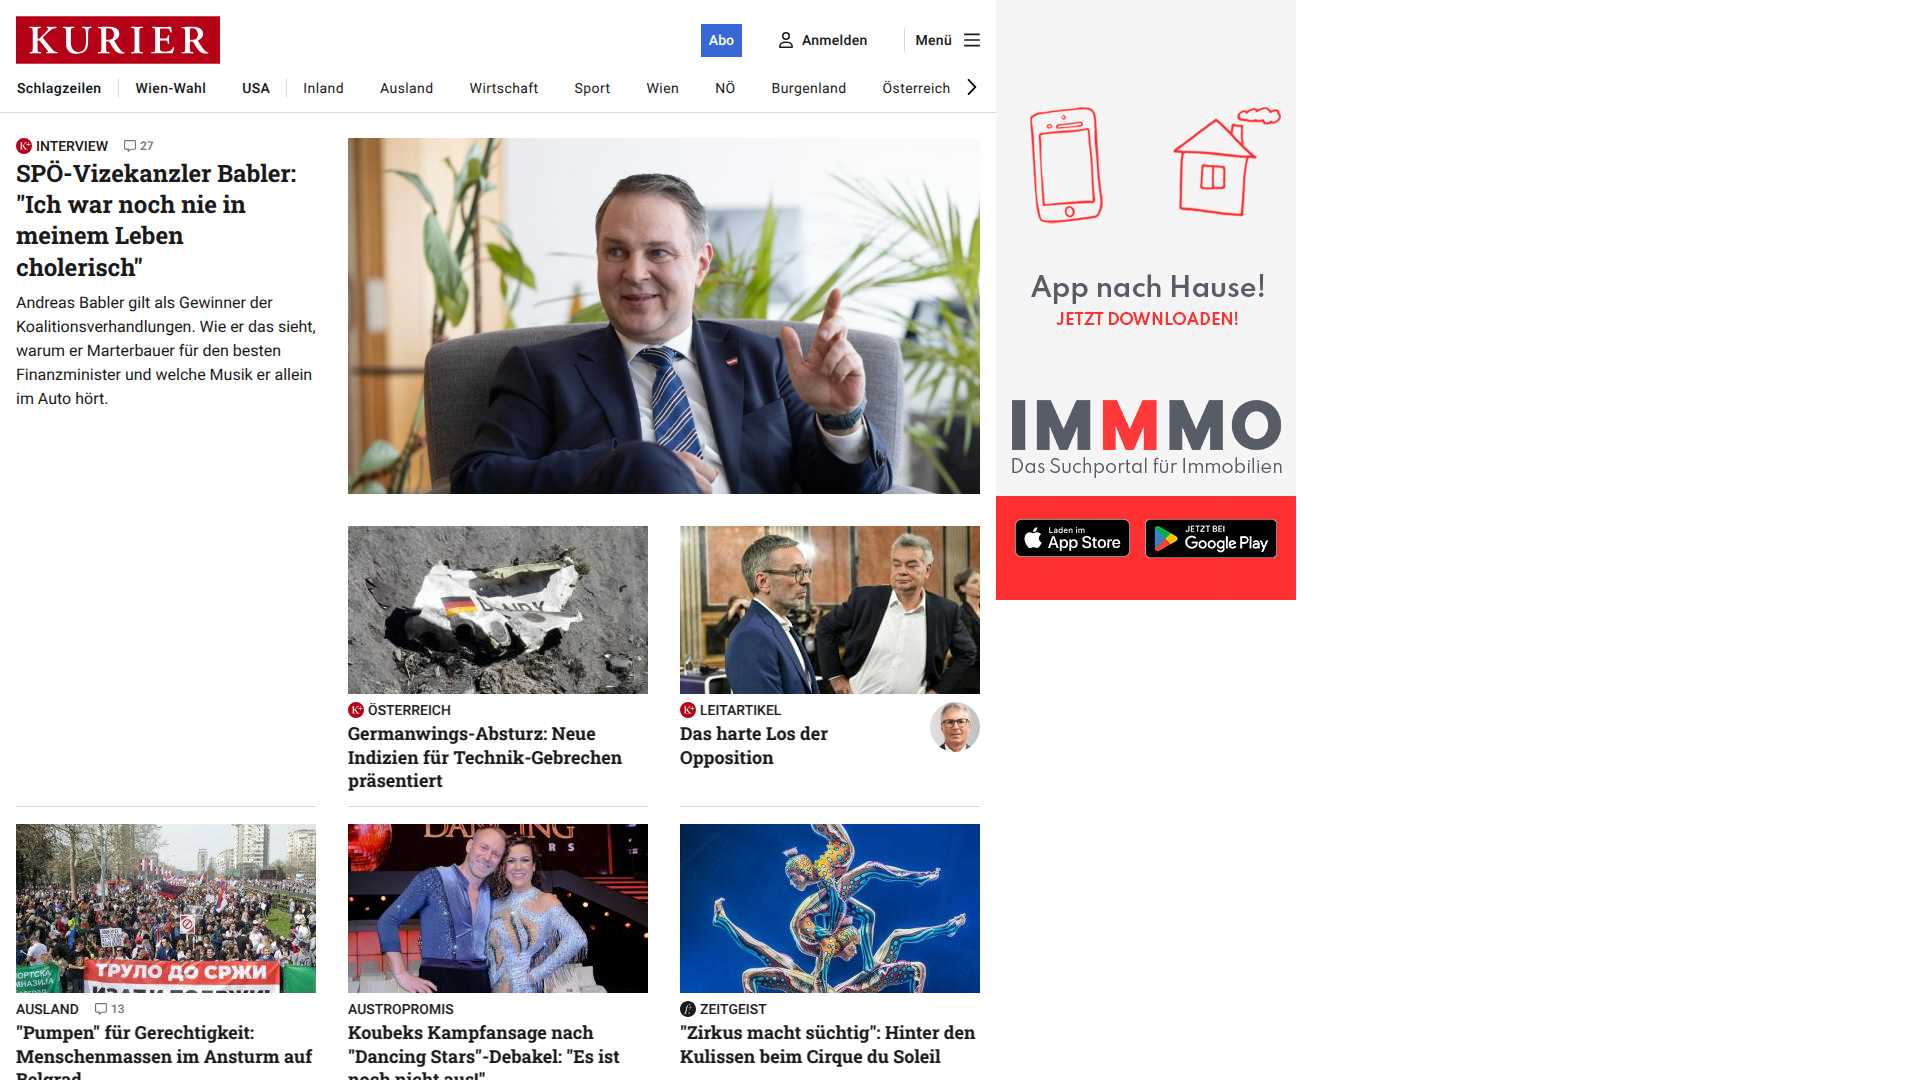 KURIER
Abo
Anmelden
Menü
Schlagzeilen
Wien-Wahl
USA
Inland
Ausland
Wirtschaft
Sport
Wien
NÖ
Burgenland
Österreich
INTERVIEW 27
SPÖ-Vizekanzler Babler:
"Ich war noch nie in
meinem Leben
cholerisch"
Andreas Babler gilt als Gewinner der
Koalitionsverhandlungen. Wie er das sieht,
warum er Marterbauer für den besten
Finanzminister und welche Musik er allein
im Auto hört.
K+ ÖSTERREICH
Germanwings-Absturz: Neue
Indizien für Technik-Gebrechen
präsentiert
K+ LEITARTIKEL
Das harte Los der
Opposition
ТРУЛО ДО СРЖИ
AUSLAND 13
"Pumpen" für Gerechtigkeit:
Menschenmassen im Ansturm auf
Belgrad
DANCING
AUSTROPROMIS
Koubeks Kampfansage nach
"Dancing Stars"-Debakel: "Es ist
noch nicht aus!"
ZEITGEIST
"Zirkus macht süchtig": Hinter den
Kulissen beim Cirque du Soleil
App nach Hause!
JETZT DOWNLOADEN!
IMMMO
Das Suchportal für Immobilien
Laden im
App Store
JETZT BEI
Google Play